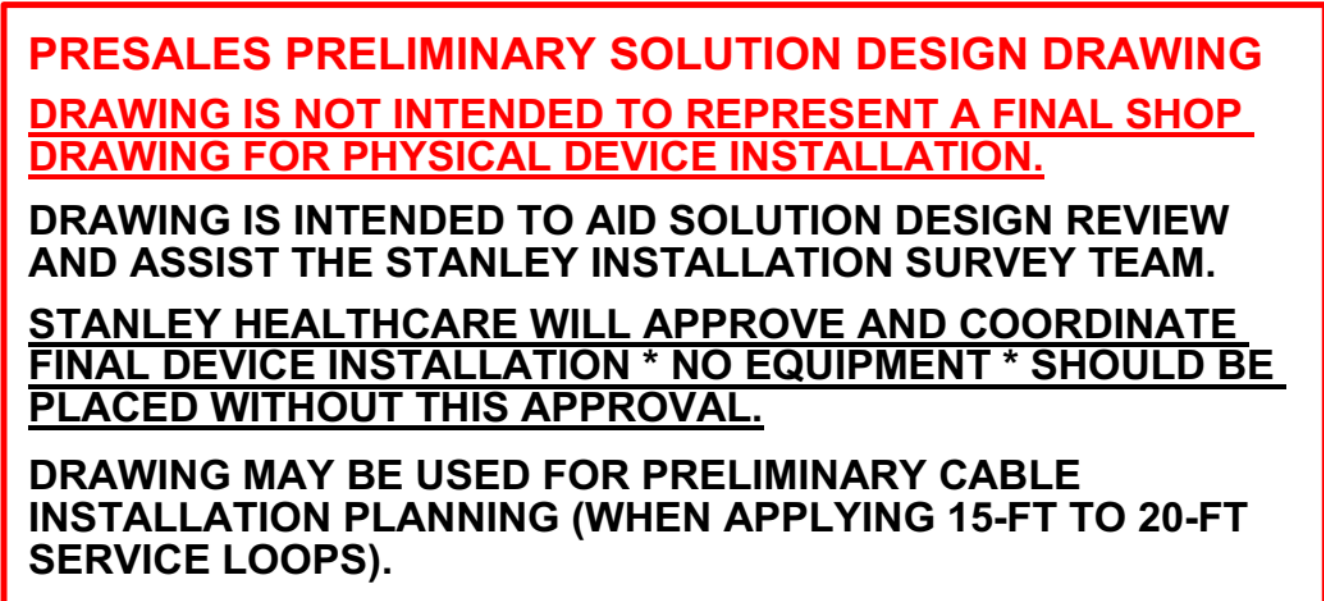 PRESALES PRELIMINARY SOLUTION DESIGN DRAWING
DRAWING IS NOT INTENDED TO REPRESENT A FINAL SHOP
DRAWING FOR PHYSICAL DEVICE INSTALLATION.
DRAWING IS INTENDED TO AID SOLUTION DESIGN REVIEW
AND ASSIST THE STANLEY INSTALLATION SURVEY TEAM.
STANLEY HEALTHCARE WILL APPROVE AND COORDINATE
FINAL DEVICE INSTALLATION * NO EQUIPMENT * SHOULD BE
PLACED WITHOUT THIS APPROVAL.
DRAWING MAY BE USED FOR PRELIMINARY CABLE
INSTALLATION PLANNING (WHEN APPLYING 15-FT TO 20-FT
SERVICE LOOPS).